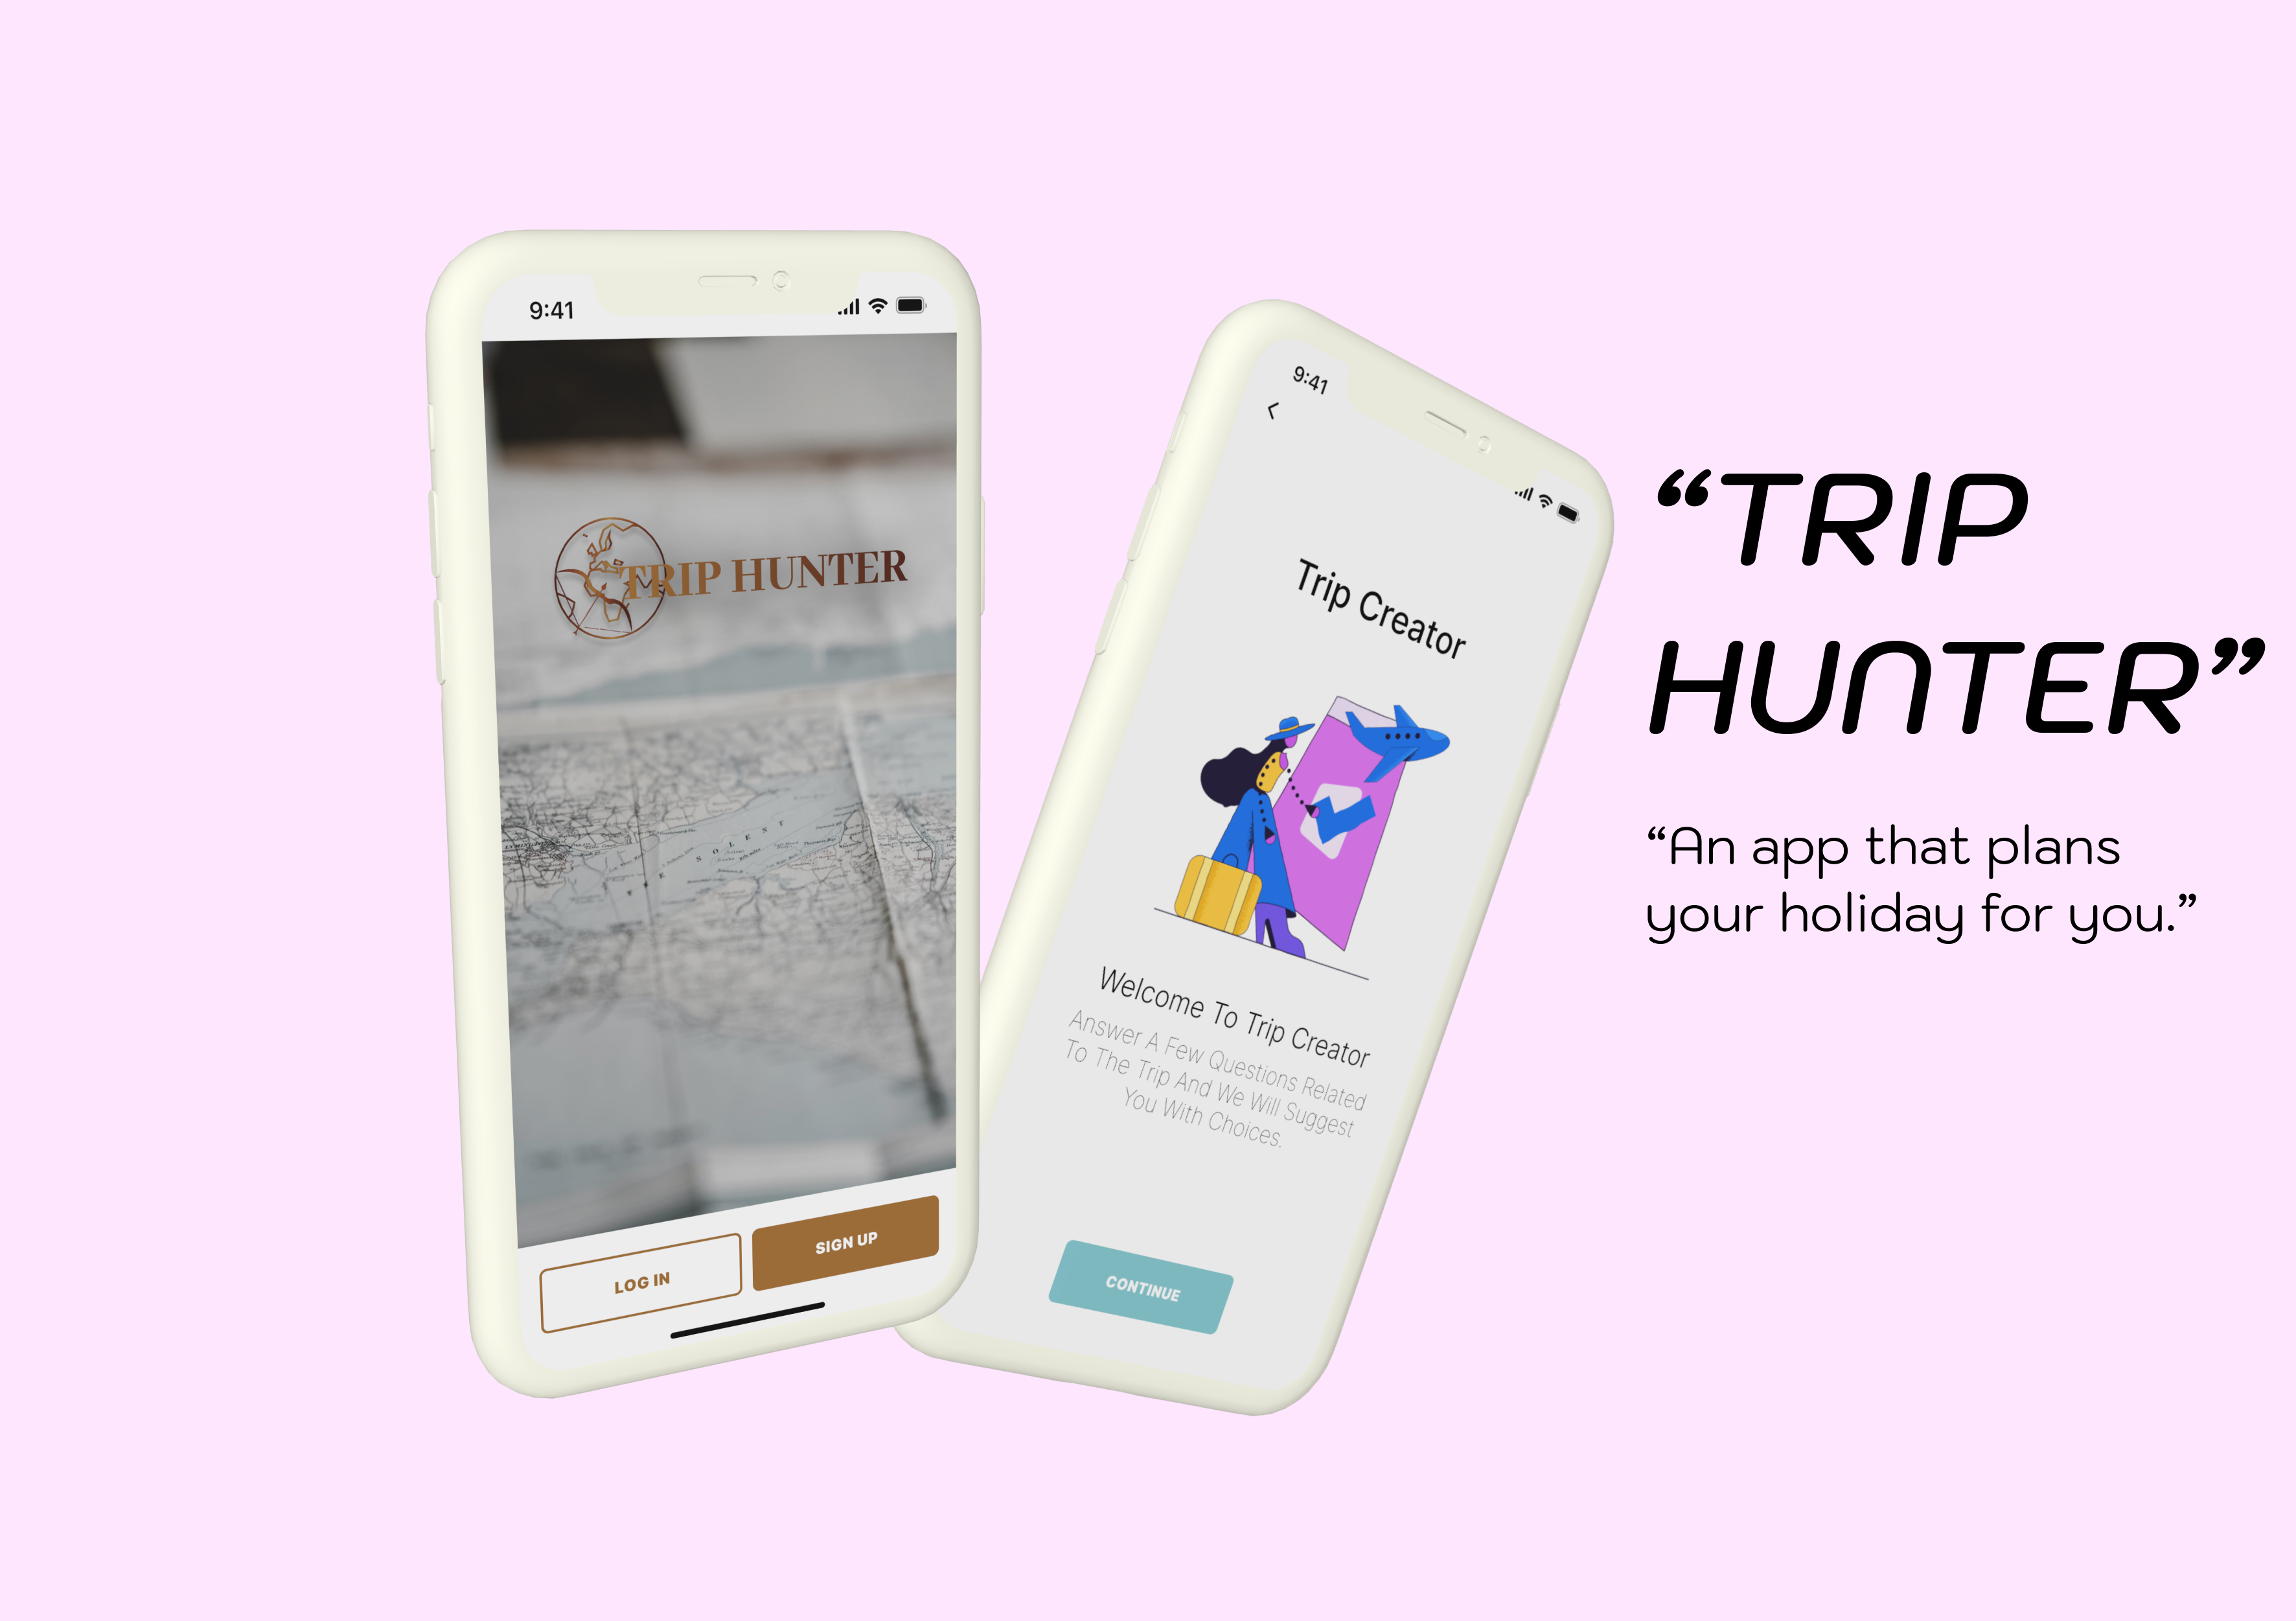 9:41
TRIP HUNTER
SOLENT
LOG IN
SIGN UP
9:41
Trip Creator
Welcome To Trip Creator
Answer A Few Questions Related
To The Trip And We Will Suggest
You With Choices.
CONTINUE
“TRIP
HUNTER”
“An app that plans
your holiday for you.”